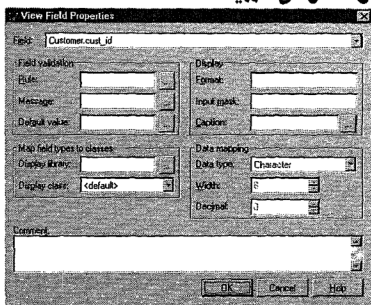 View Field Properties
Field: Customer.cust_id
Field validation
Rule:
Message:
Default value:
Display
Format:
Input mask:
Caption:
Map field types to classes
Display library:
Display class: <default>
Data mapping
Data type: Character
Width: 6
Decimal:
Comment
OK Cancel Help